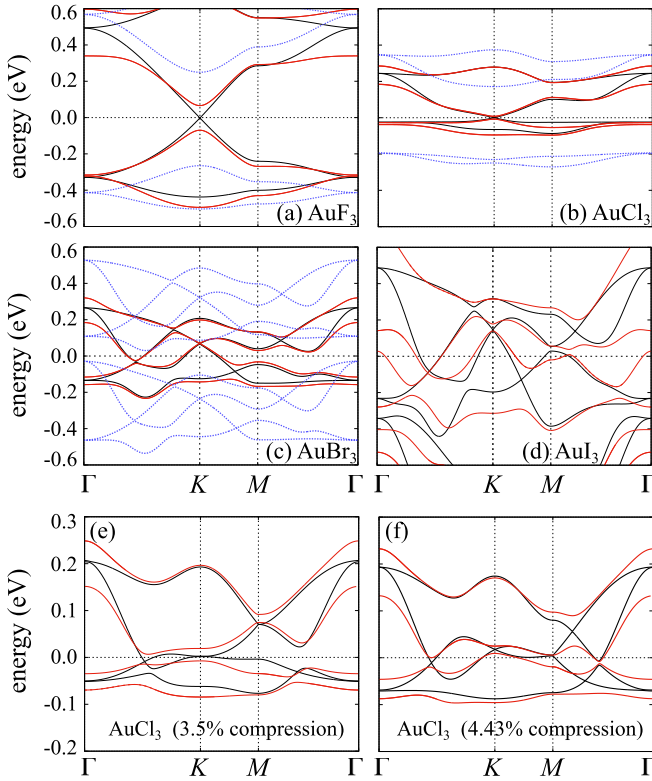 0.6
0.4
0.2
0.0
-0.2
-0.4
-0.6
energy (eV)
(a) AuF3
(b) AuCl3
0.6
0.4
0.2
0.0
-0.2
-0.4
-0.6
energy (eV)
(c) AuBr3
(d) AuI3
Γ K M Γ K M Γ
0.3
0.2
0.1
0.0
-0.1
-0.2
energy (eV)
(e)
(f)
AuCl3 (3.5% compression)
AuCl3 (4.43% compression)
Γ K M Γ K M Γ